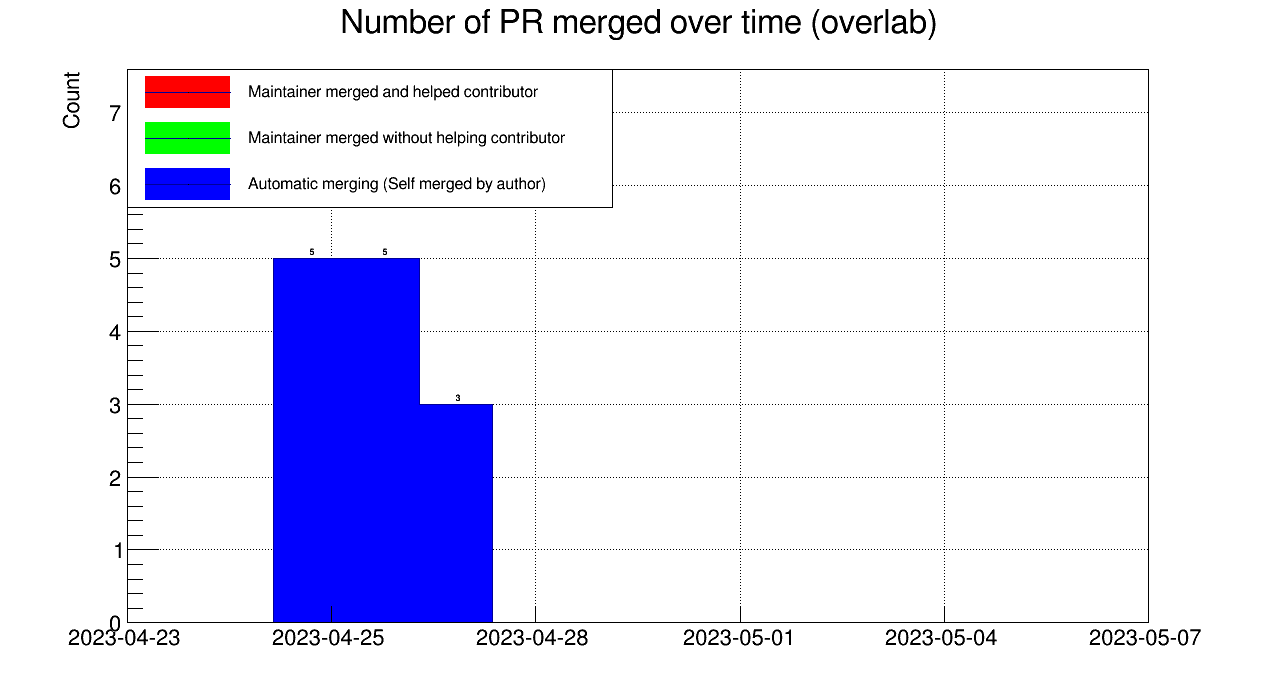 Number of PR merged over time (overlab)
Count
Maintainer merged and helped contributor
Maintainer merged without helping contributor
Automatic merging (Self merged by author)
7
6
5
4
3
2
1
0
5 5
3
2023-04-23 2023-04-25 2023-04-28 2023-05-01 2023-05-04 2023-05-07